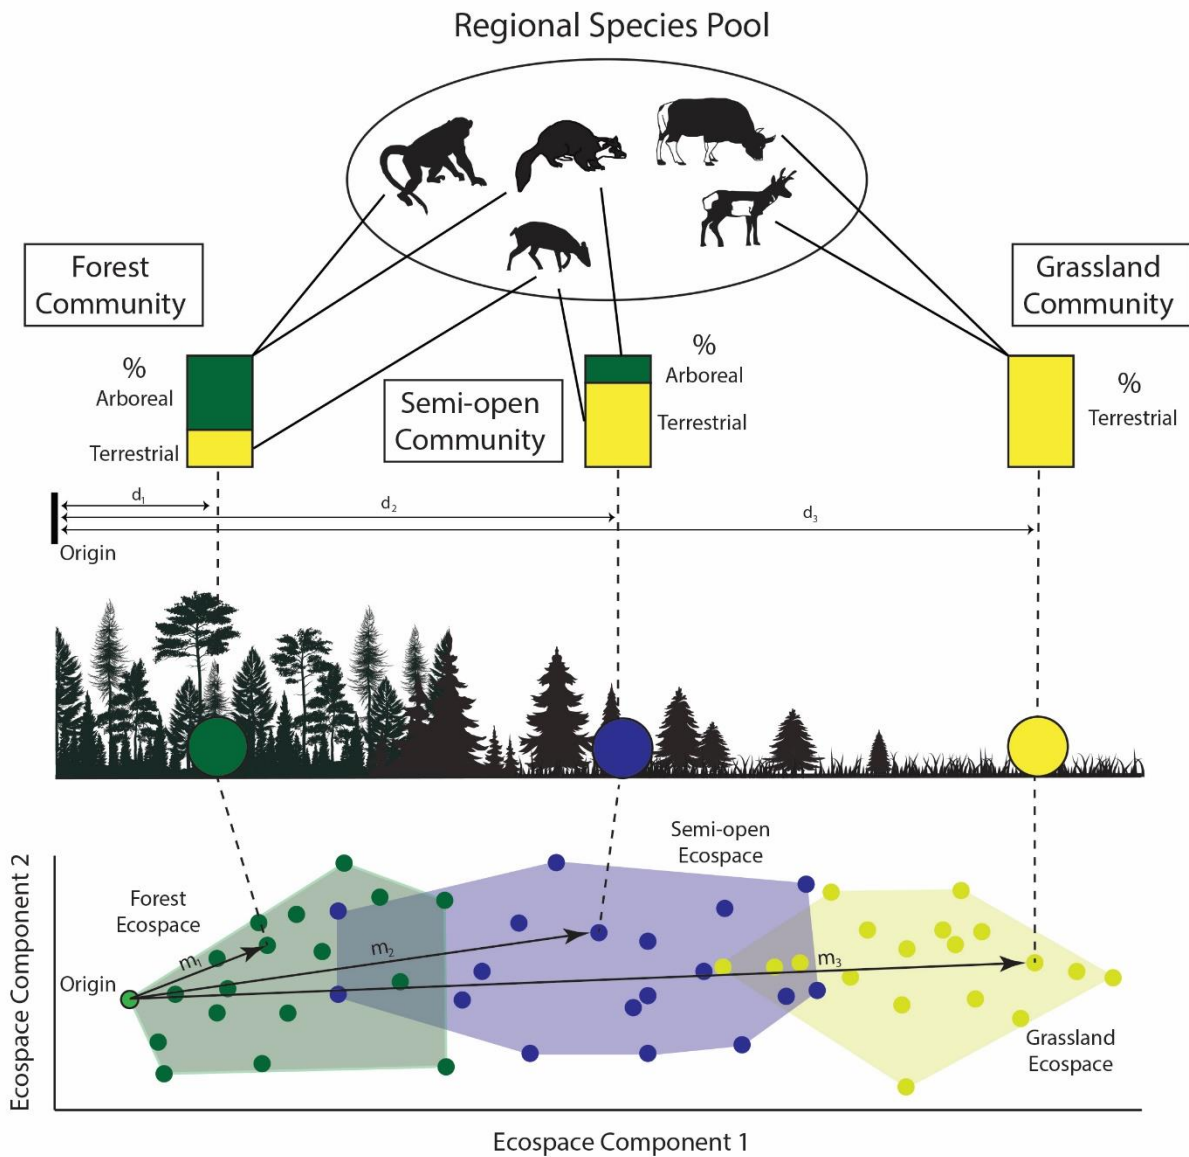 Regional Species Pool
Forest
Community
Grassland
Community
%
Arboreal
Terrestrial
Semi-open
Community
%
Arboreal
Terrestrial
%
Terrestrial
d₁
d₂
d₃
Origin
Semi-open
Ecospace
Forest
Ecospace
m₁
m₂
m₃
Origin
Grassland
Ecospace
Ecospace Component 2
Ecospace Component 1